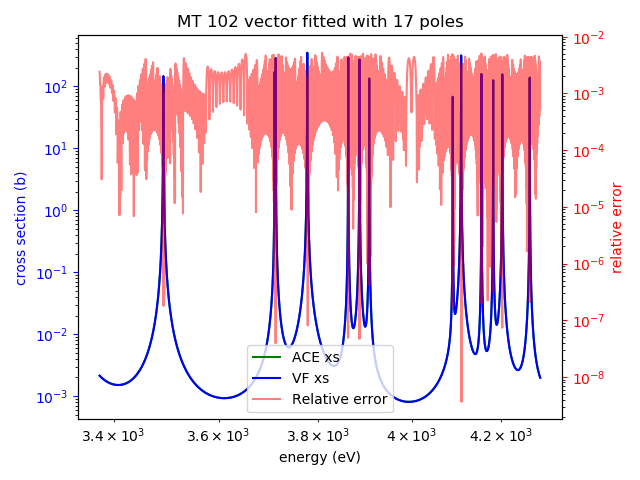 MT 102 vector fitted with 17 poles
10² 10¹ 10⁰ 10⁻¹ 10⁻² 10⁻³
cross section (b)
10⁻² 10⁻³ 10⁻⁴ 10⁻⁵ 10⁻⁶ 10⁻⁷ 10⁻⁸
relative error
ACE xs
VF xs
Relative error
3.4 × 10³ 3.6 × 10³ 3.8 × 10³ 4 × 10³ 4.2 × 10³
energy (eV)